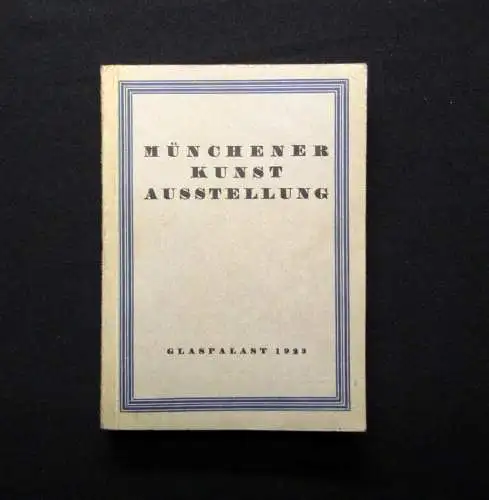 MÜNCHENER
KUNST
AUSSTELLUNG
GLASPALAST 1923